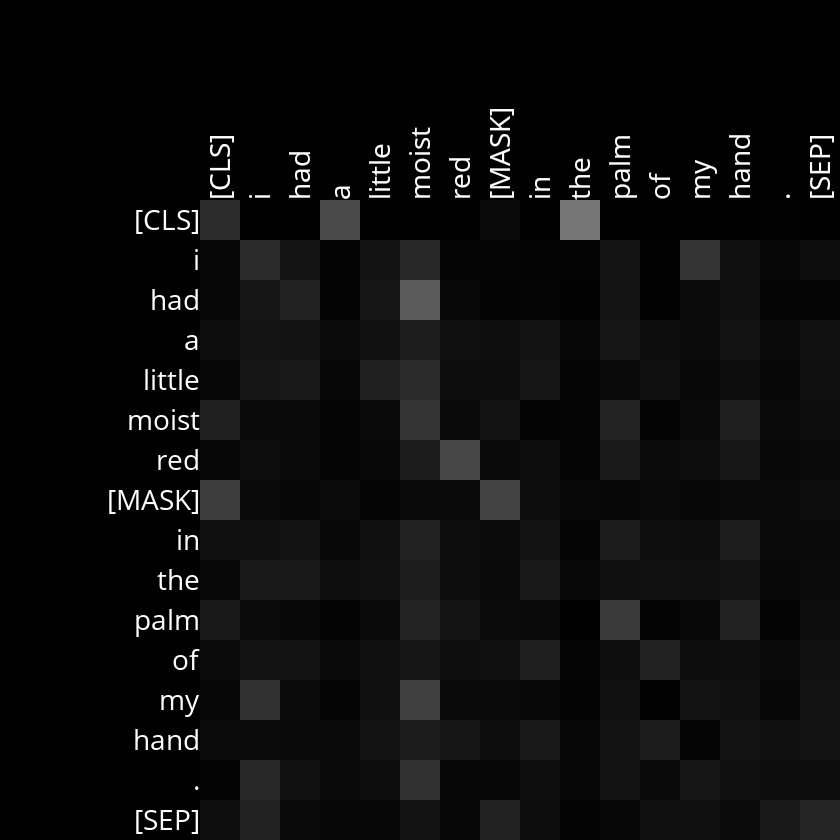 [CLS] i had a little moist red [MASK] in the palm of my hand . [SEP]
[CLS]
i
had
a
little
moist
red
[MASK]
in
the
palm
of
my
hand
.
[SEP]